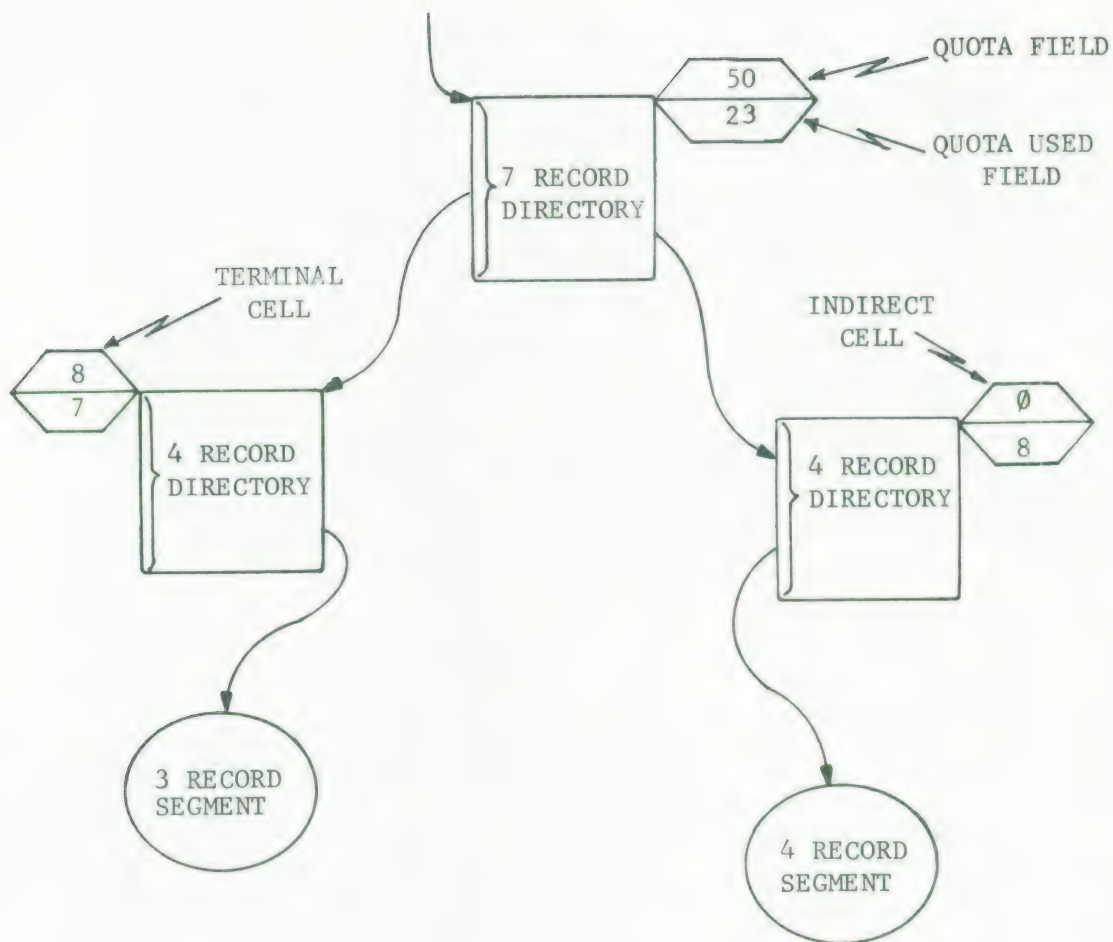 QUOTA FIELD
50
23
QUOTA USED
FIELD
7 RECORD
DIRECTORY
TERMINAL
CELL
INDIRECT
CELL
8
7
Ø
8
4 RECORD
DIRECTORY
4 RECORD
DIRECTORY
3 RECORD
SEGMENT
4 RECORD
SEGMENT